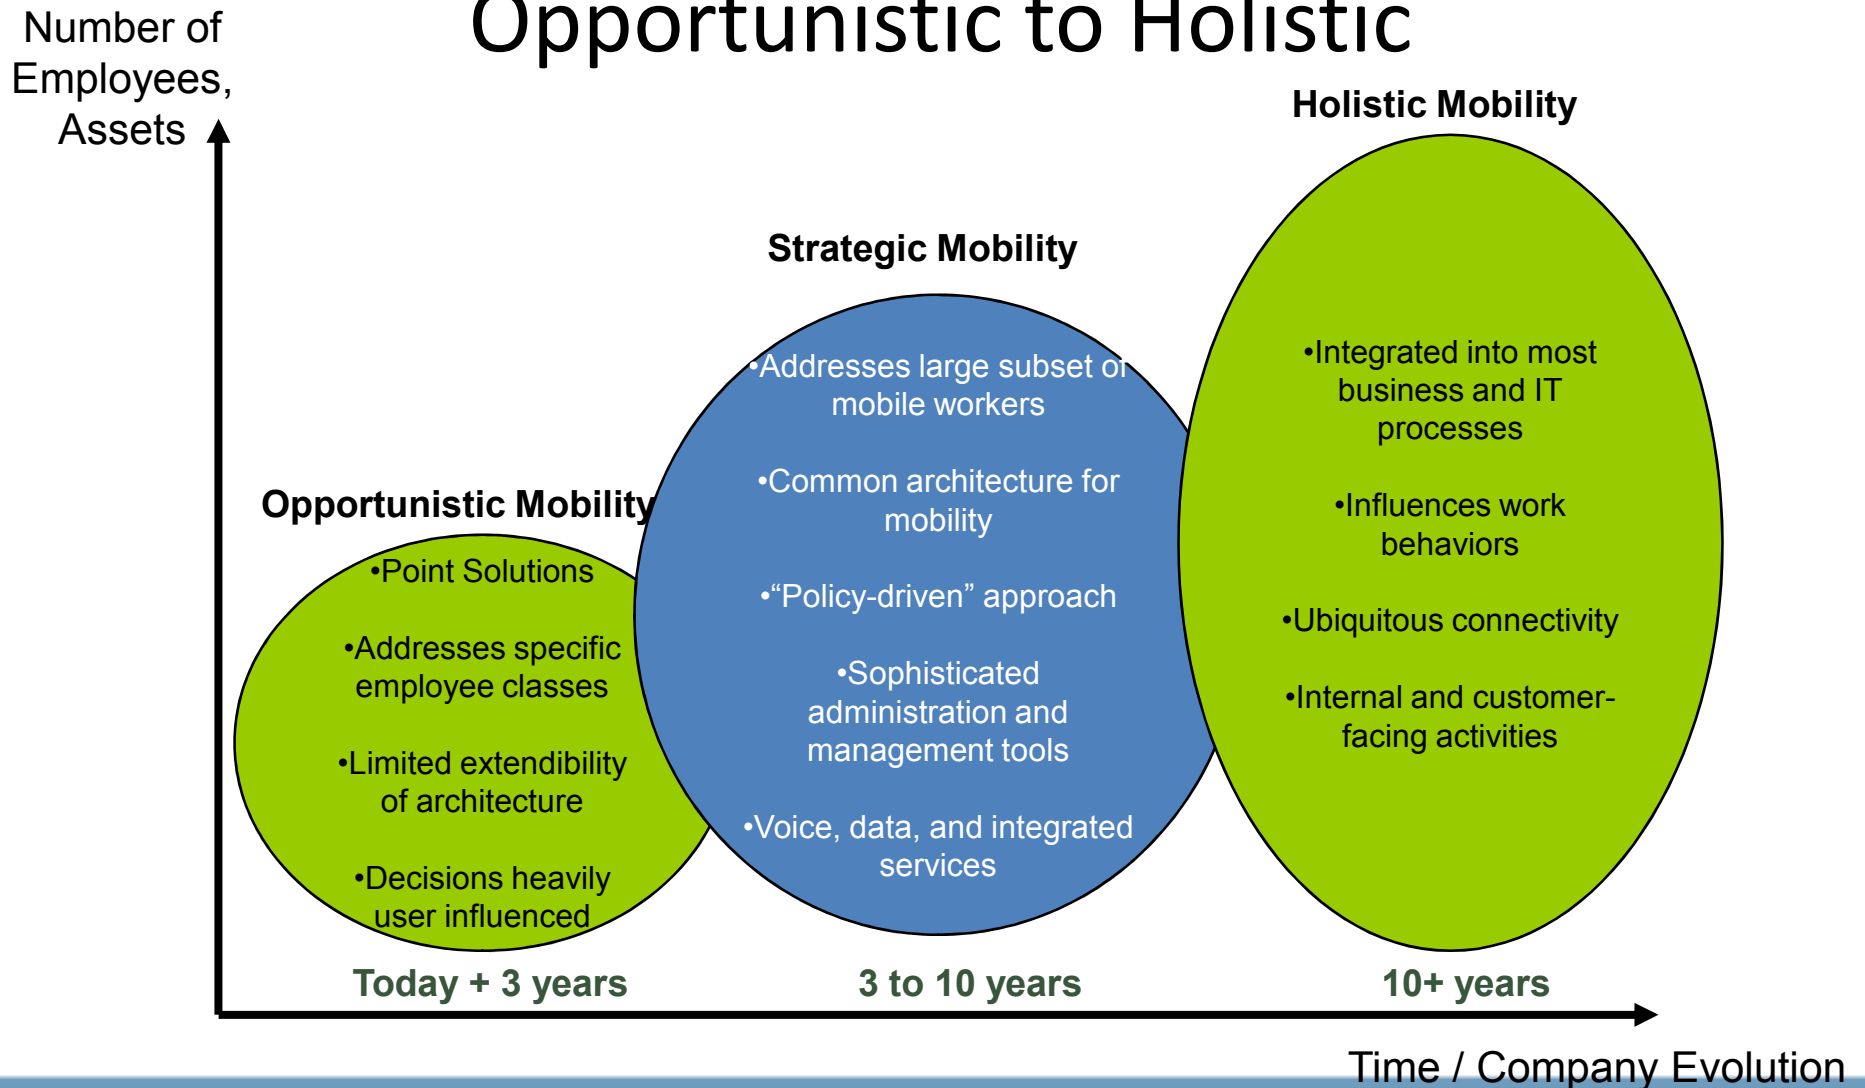 Opportunistic to Holistic
Number of
Employees,
Assets
Holistic Mobility
Strategic Mobility
Opportunistic Mobility
•Point Solutions
•Addresses specific
employee classes
•Limited extendibility
of architecture
•Decisions heavily
user influenced
•Addresses large subset of
mobile workers
•Common architecture for
mobility
•“Policy-driven” approach
•Sophisticated
administration and
management tools
•Voice, data, and integrated
services
•Integrated into most
business and IT
processes
•Influences work
behaviors
•Ubiquitous connectivity
•Internal and customer-
facing activities
Today + 3 years
3 to 10 years
10+ years
Time / Company Evolution